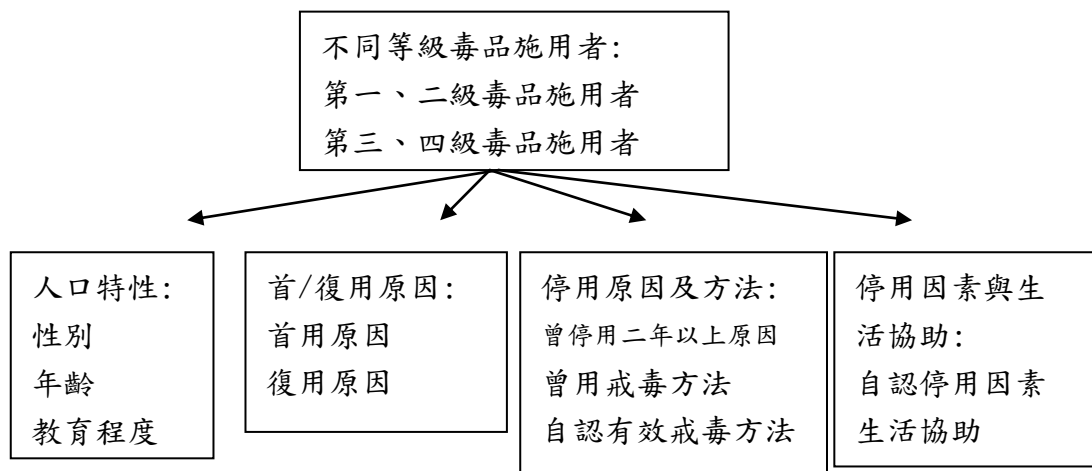 不同等級毒品施用者:
第一、二級毒品施用者
第三、四級毒品施用者
人口特性:
性別
年齡
教育程度
首/復用原因:
首用原因
復用原因
停用原因及方法:
曾停用二年以上原因
曾用戒毒方法
自認有效戒毒方法
停用因素與生
活協助:
自認停用因素
生活協助